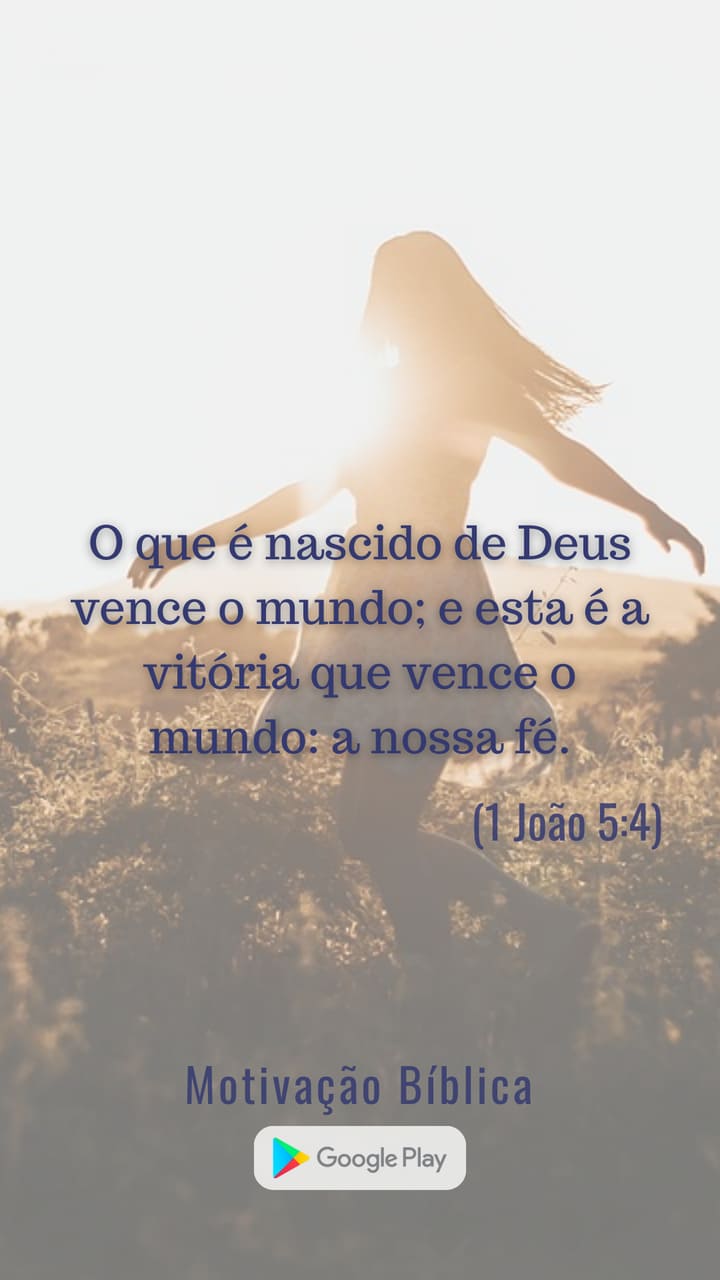 O que é nascido de Deus
vence o mundo; e esta é a
vitória que vence o
mundo: a nossa fé.
(1 João 5:4)
Motivação Bíblica
Google Play